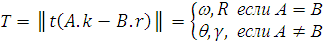 T = ‖t(A.k − B.r)‖ = { ω, R если A = B
θ, γ, если A ≠ B